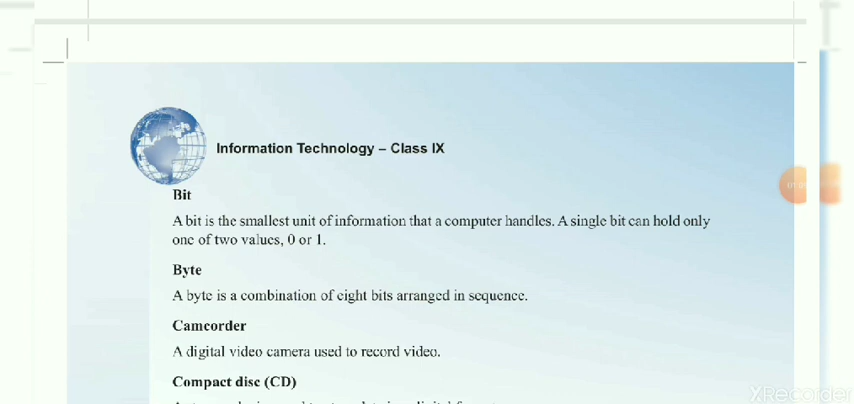 Information Technology – Class IX
Bit
A bit is the smallest unit of information that a computer handles. A single bit can hold only
one of two values, 0 or 1.
Byte
A byte is a combination of eight bits arranged in sequence.
Camcorder
A digital video camera used to record video.
Compact disc (CD)
XRecorder